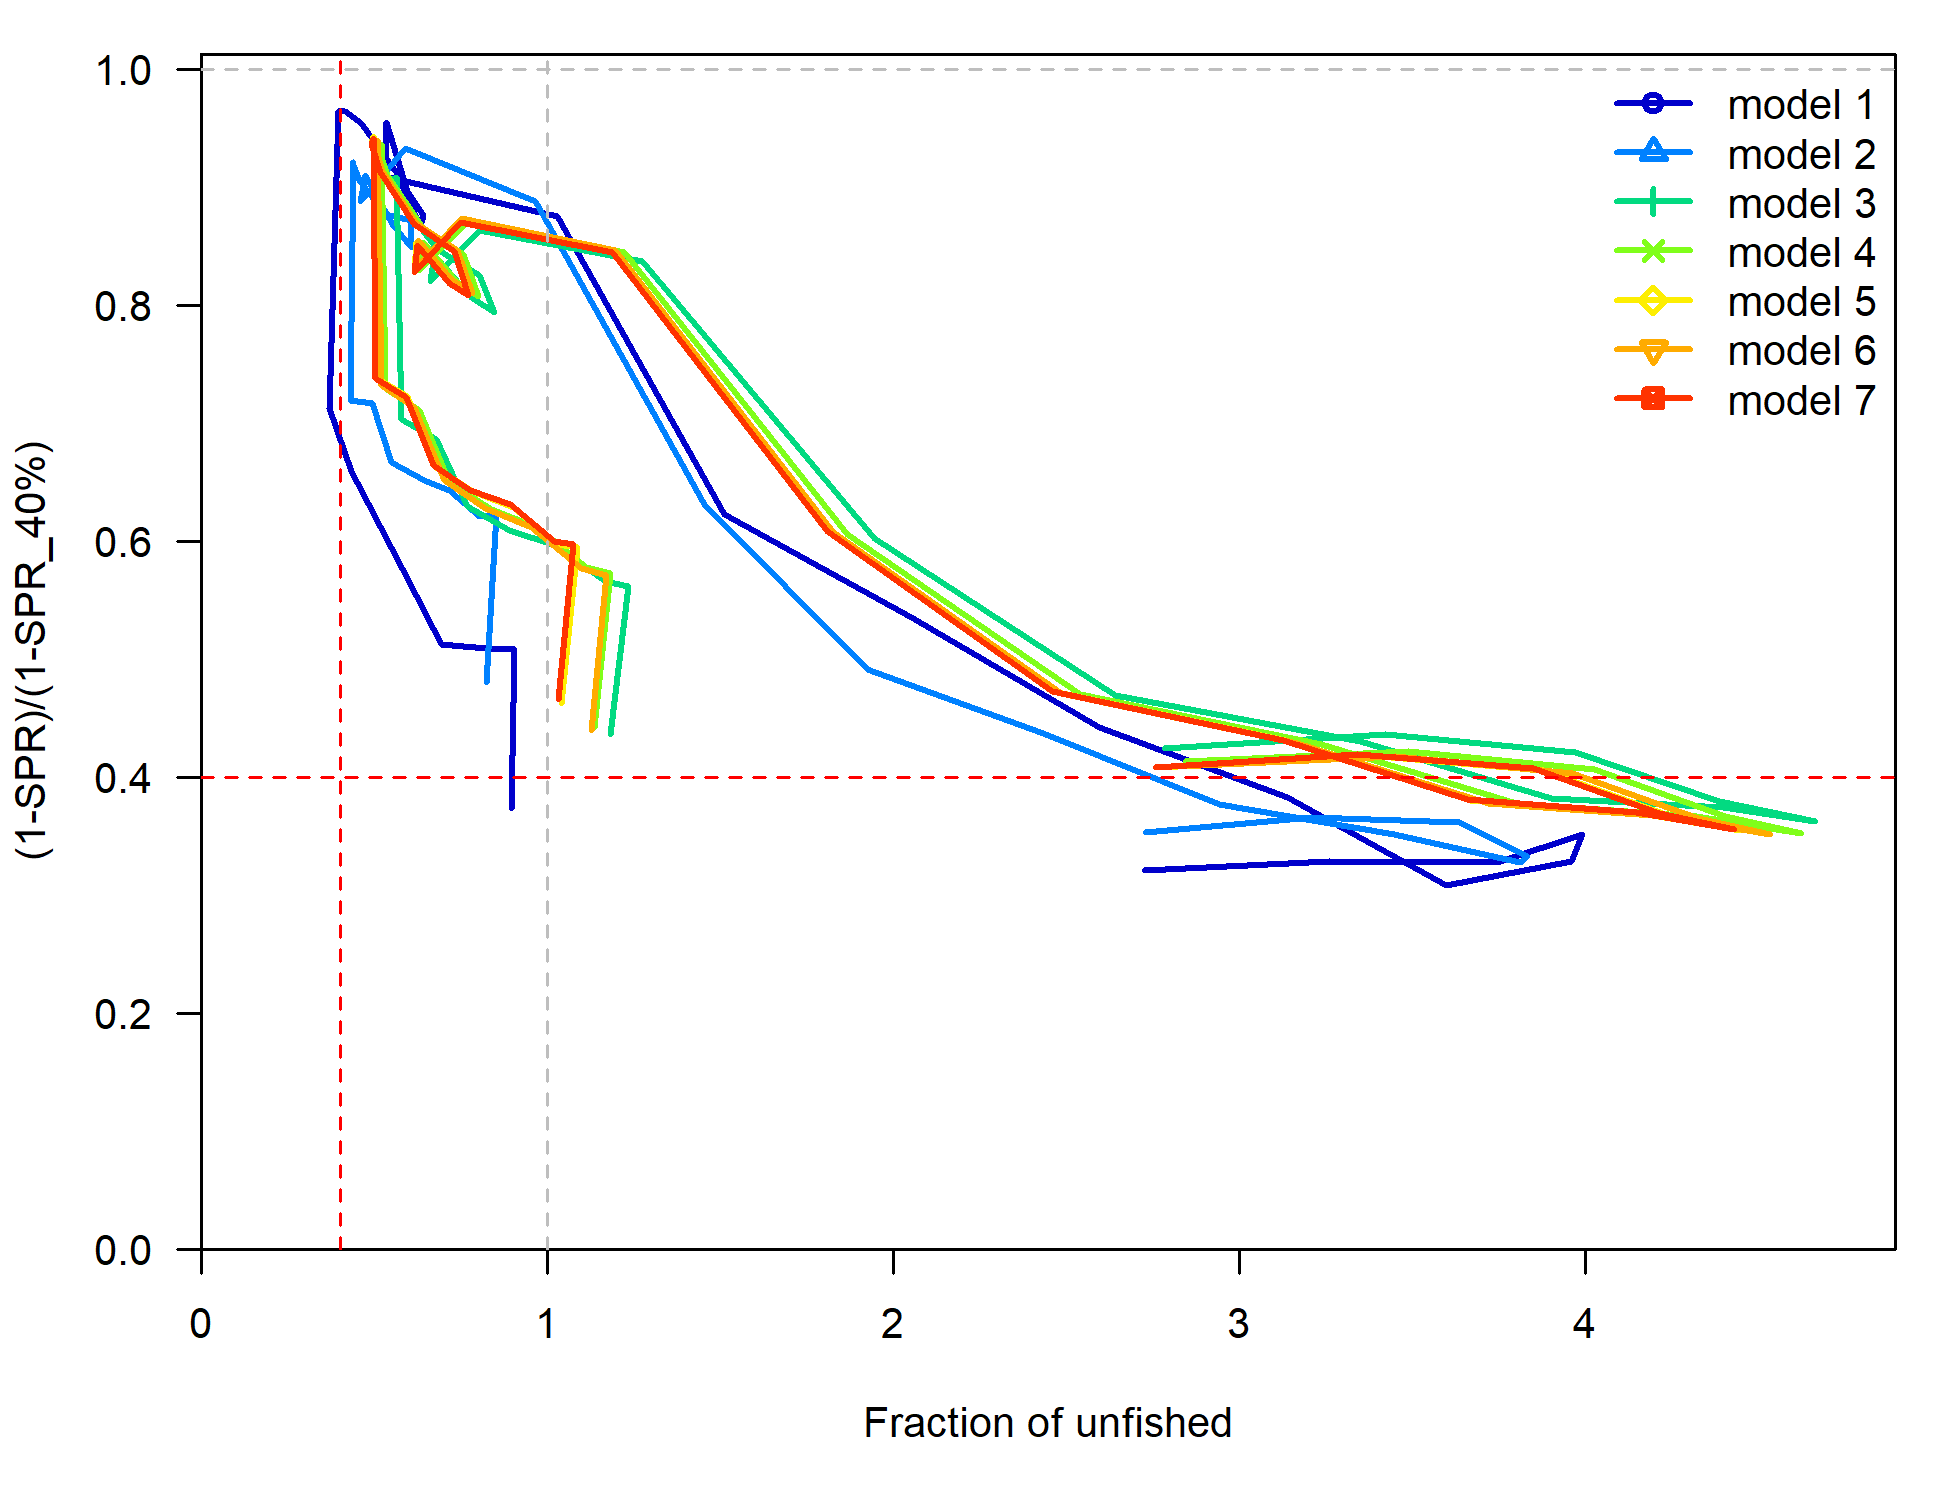 1.0
0.8
0.6
0.4
0.2
0.0
(1-SPR)/(1-SPR_40%)
model 1
model 2
model 3
model 4
model 5
model 6
model 7
0 1 2 3 4
Fraction of unfished